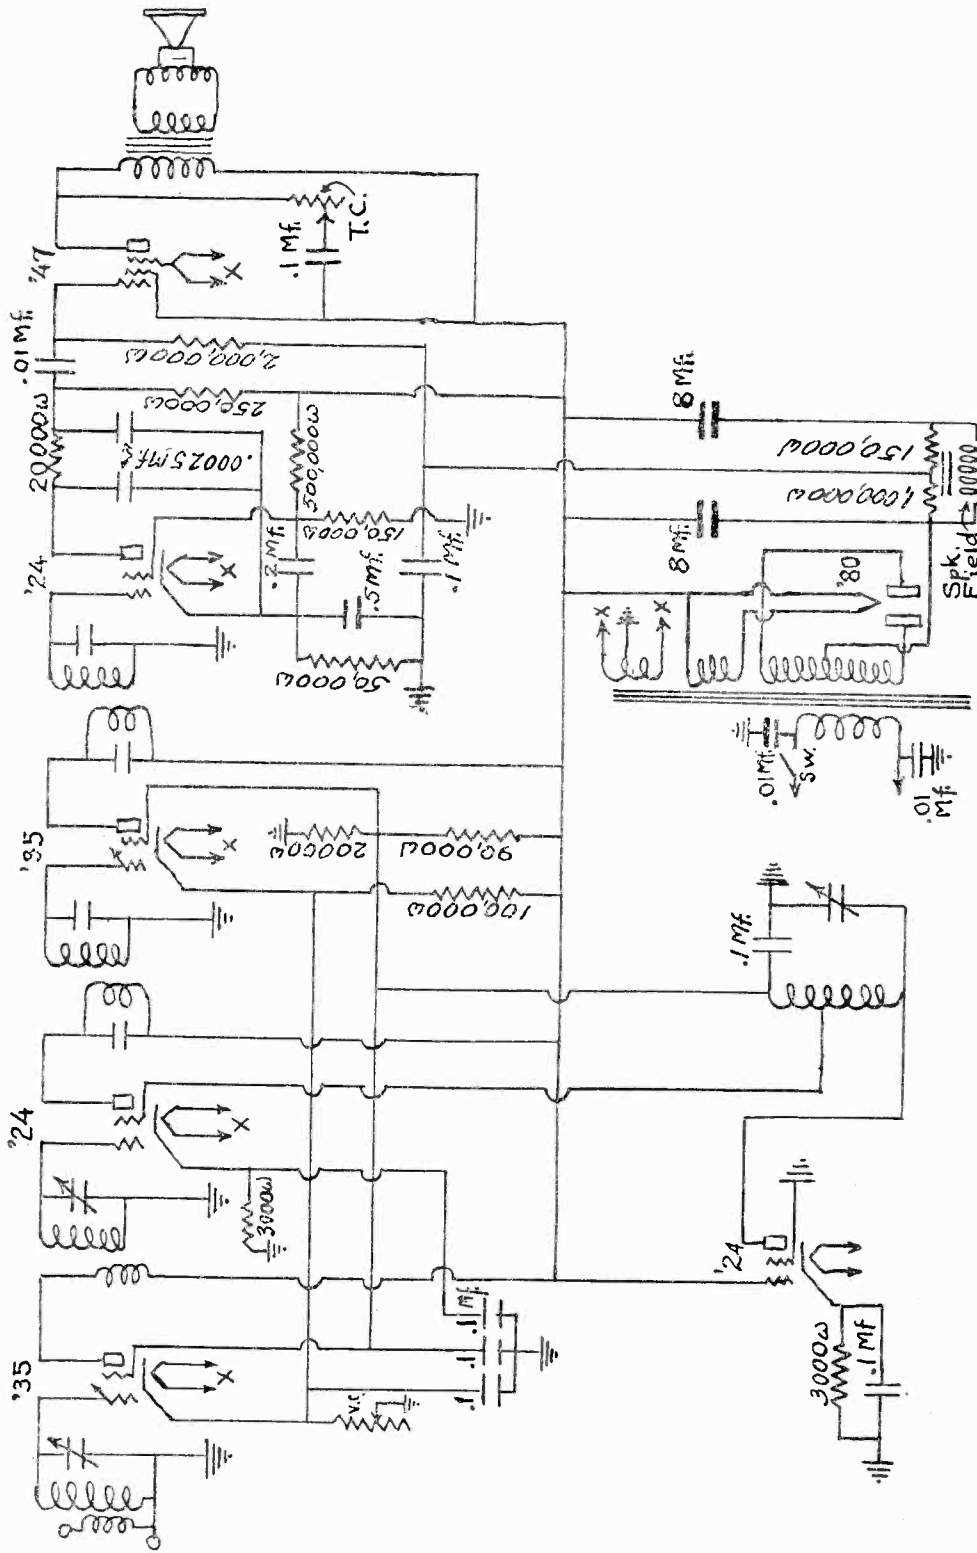 '35
'24
'35
'24
'47
.01 Mf.
20,000ω
.00025 Mf.
250,000ω
2,000,000ω
.1 Mf.
T.C.
X
X
X
X
X
500,000ω
150,000ω
.2 Mf.
.5 Mf.
.1 Mf.
50,000ω
3000ω
V.C.
.1
.1
.1 Mf.
20000ω
90,000ω
100,000ω
8 Mf.
8 Mf.
150,000ω
1,000,000ω
Spk.
Field
'80
X
X
.01 Mf.
SW.
.01
Mf.
.1 Mf.
'24
3000ω
.1 Mf